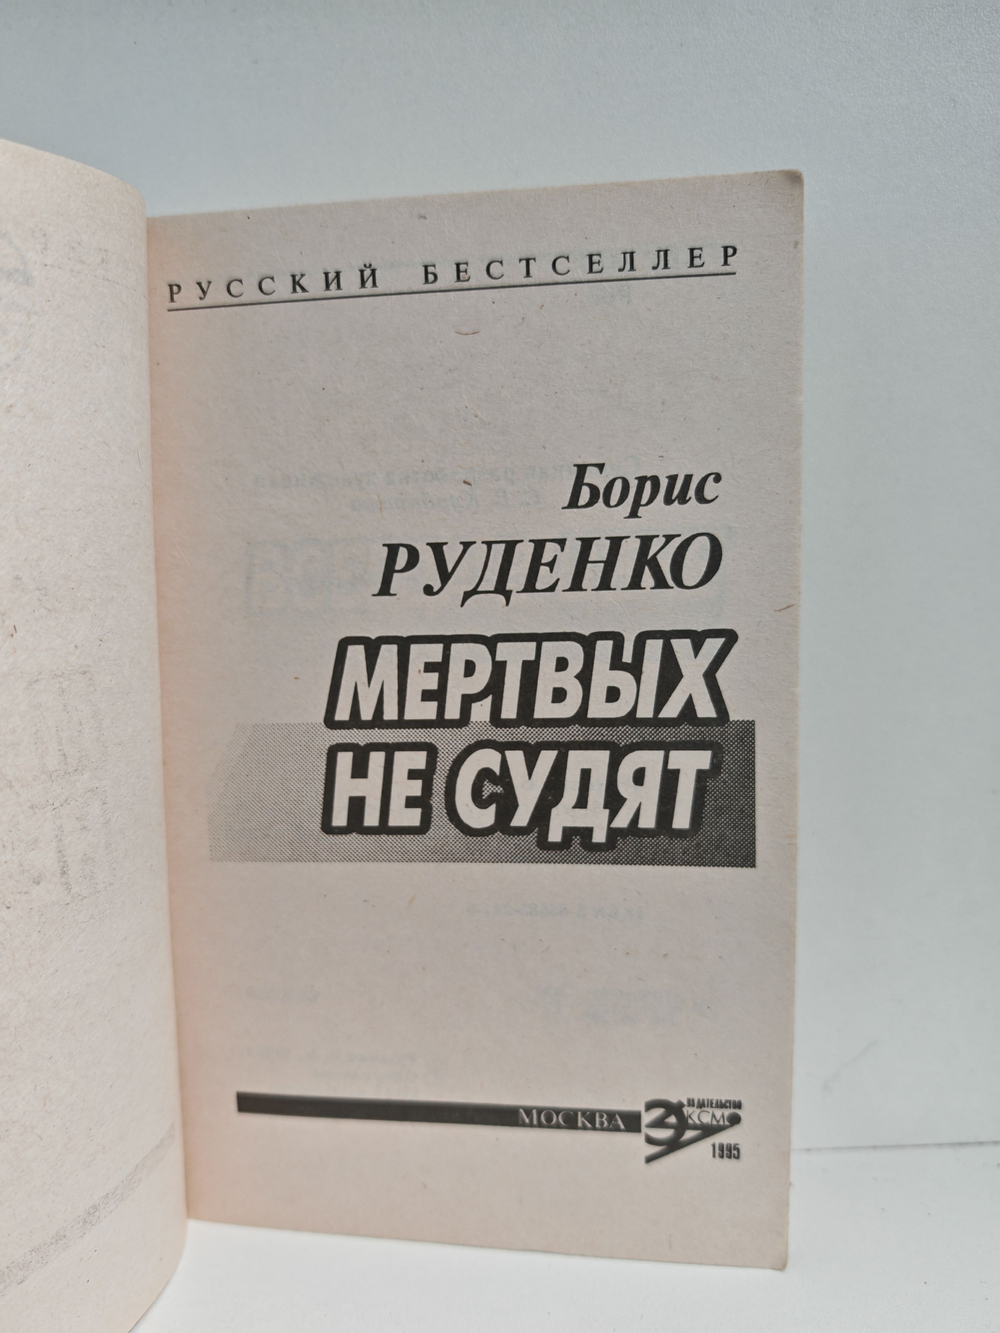 РУССКИЙ БЕСТСЕЛЛЕР
Борис
РУДЕНКО
МЕРТВЫХ
НЕ СУДЯТ
МОСКВА
ИЗДАТЕЛЬСТВО
ЭКСМО
1995